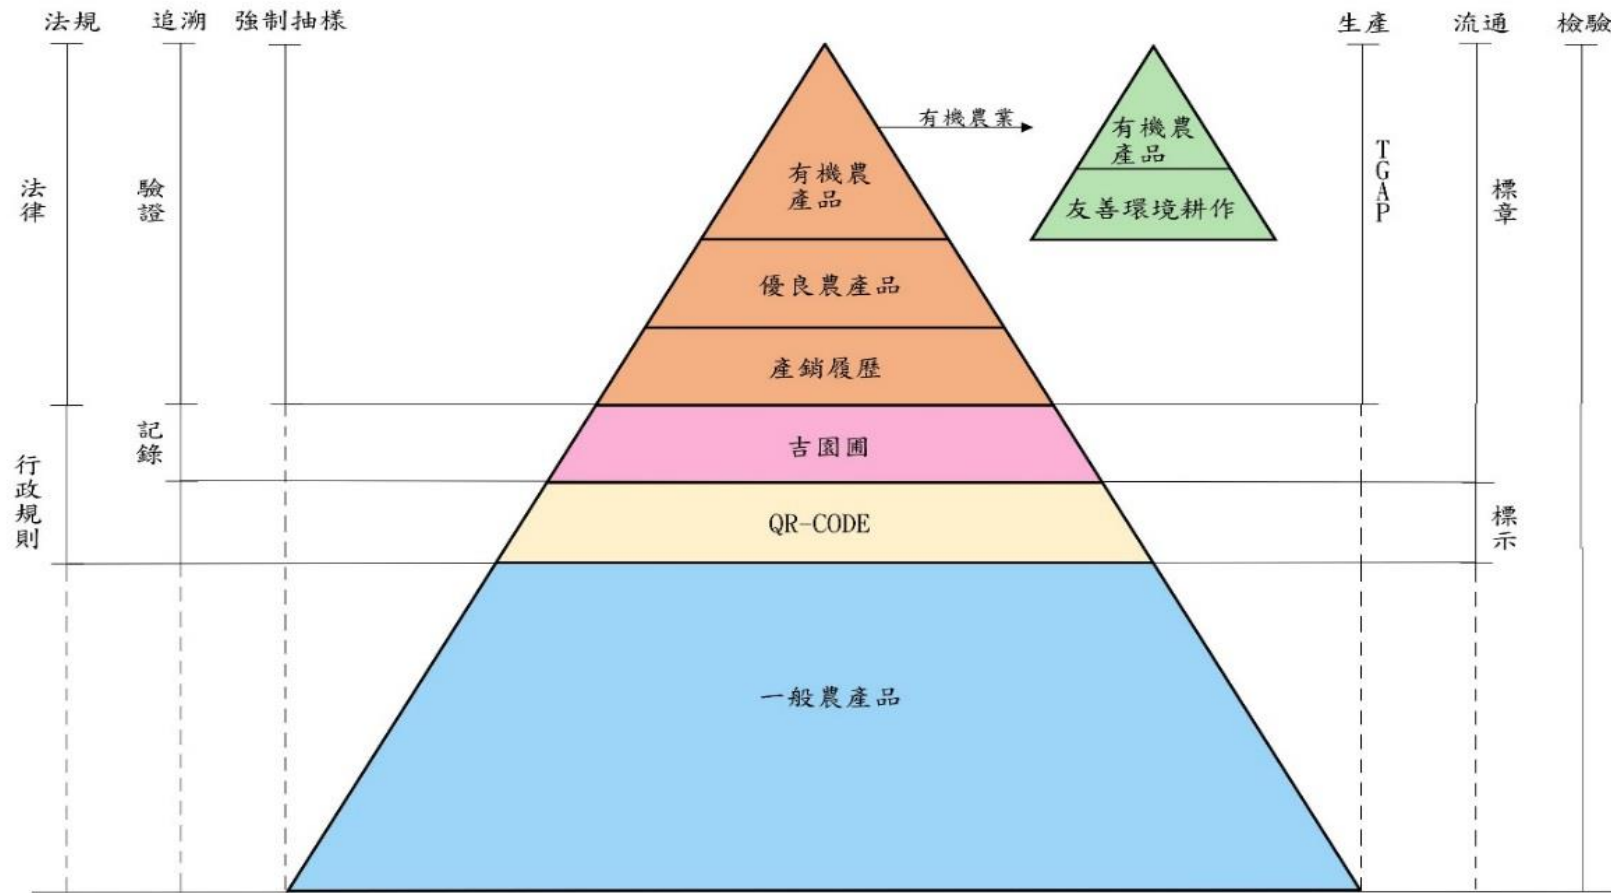 法規
追溯
強制抽樣
生產
流通
檢驗
有機農業
有機農
產品
友善環境耕作
法律
驗證
有機農
產品
TGAP
標章
優良農產品
產銷履歷
記錄
吉園圃
行政規則
QR-CODE
標示
一般農產品